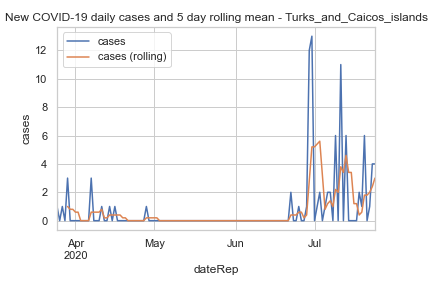 New COVID-19 daily cases and 5 day rolling mean - Turks_and_Caicos_islands
cases
cases (rolling)
12
10
8
6
4
2
0
cases
Apr
2020
May
Jun
Jul
dateRep